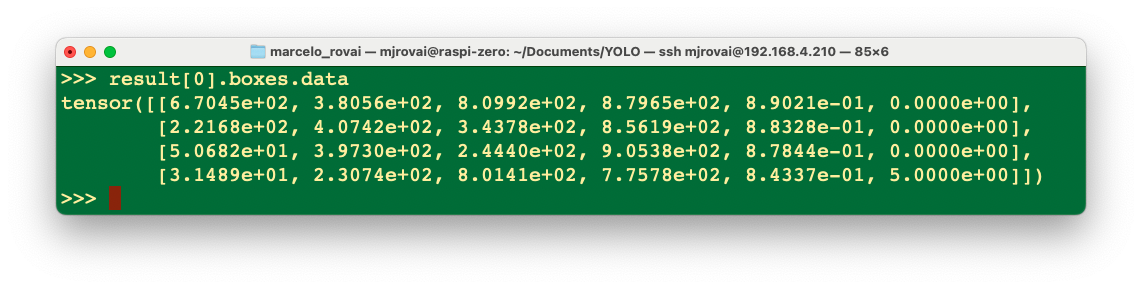 marcelo_rovai — mjrovai@raspi-zero: ~/Documents/YOLO — ssh mjrovai@192.168.4.210 — 85×6
>>> result[0].boxes.data
tensor([[6.7045e+02, 3.8056e+02, 8.0992e+02, 8.7965e+02, 8.9021e-01, 0.0000e+00],
        [2.2168e+02, 4.0742e+02, 3.4378e+02, 8.5619e+02, 8.8328e-01, 0.0000e+00],
        [5.0682e+01, 3.9730e+02, 2.4440e+02, 9.0538e+02, 8.7844e-01, 0.0000e+00],
        [3.1489e+01, 2.3074e+02, 8.0141e+02, 7.7578e+02, 8.4337e-01, 5.0000e+00]])
>>>